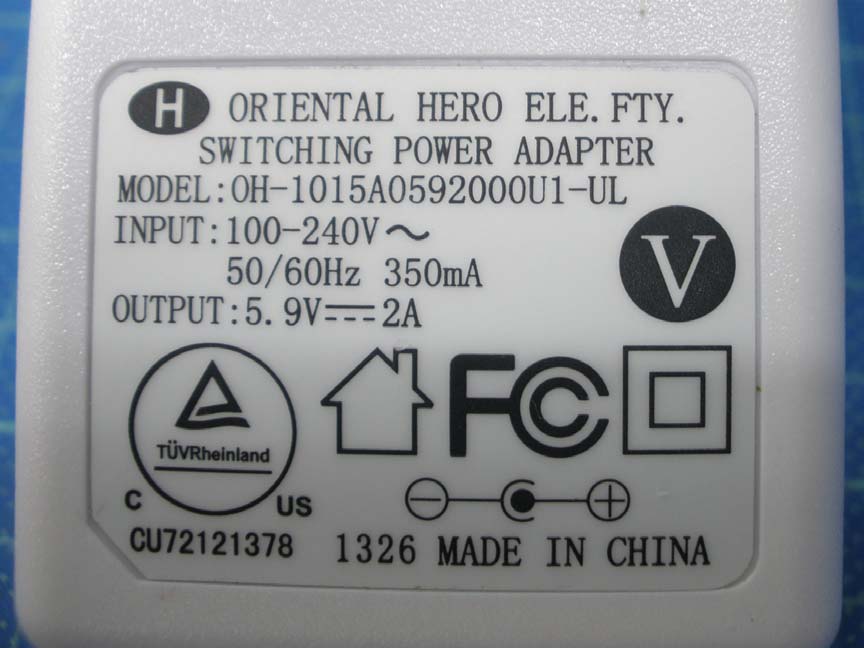 H ORIENTAL HERO ELE. FTY.
SWITCHING POWER ADAPTER
MODEL:OH-1015A0592000U1-UL
INPUT:100-240V～
50/60Hz 350mA
V
OUTPUT:5.9V⎓2A
FC
TÜVRheinland
C US
CU72121378
1326 MADE IN CHINA